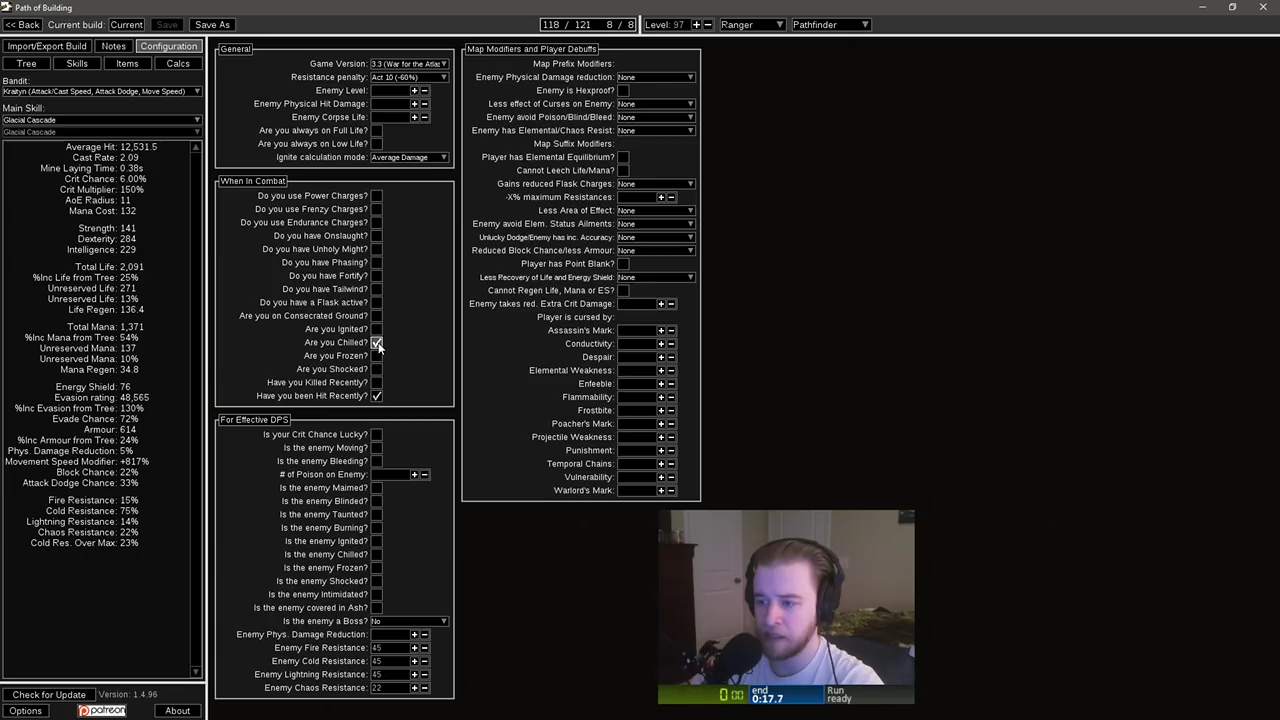 Path of Building
<< Back
Current build: Current
Save
Save As
118 / 121 8 / 8
Level: 97 + −
Ranger
Pathfinder
Import/Export Build
Notes
Configuration
Tree
Skills
Items
Calcs
Bandit:
Kraityn (Attack/Cast Speed, Attack Dodge, Move Speed)
Main Skill:
Glacial Cascade
Glacial Cascade
Average Hit: 12,531.5
Cast Rate: 2.09
Mine Laying Time: 0.38s
Crit Chance: 6.00%
Crit Multiplier: 150%
AoE Radius: 11
Mana Cost: 132
Strength: 141
Dexterity: 284
Intelligence: 229
Total Life: 2,091
%Inc Life from Tree: 25%
Unreserved Life: 271
Unreserved Life: 13%
Life Regen: 136.4
Total Mana: 1,371
%Inc Mana from Tree: 54%
Unreserved Mana: 137
Unreserved Mana: 10%
Mana Regen: 34.8
Energy Shield: 76
Evasion rating: 48,565
%Inc Evasion from Tree: 130%
Evade Chance: 72%
Armour: 614
%Inc Armour from Tree: 24%
Phys. Damage Reduction: 5%
Movement Speed Modifier: +817%
Block Chance: 22%
Attack Dodge Chance: 33%
Fire Resistance: 15%
Cold Resistance: 75%
Lightning Resistance: 14%
Chaos Resistance: 22%
Cold Res. Over Max: 23%
Check for Update
Version: 1.4.96
Options
patreon
About
General
Game Version: 3.3 (War for the Atlas
Resistance penalty: Act 10 (-60%)
Enemy Level: + −
Enemy Physical Hit Damage: + −
Enemy Corpse Life: + −
Are you always on Full Life?
Are you always on Low Life?
Ignite calculation mode: Average Damage
When In Combat
Do you use Power Charges?
Do you use Frenzy Charges?
Do you use Endurance Charges?
Do you have Onslaught?
Do you have Unholy Might?
Do you have Phasing?
Do you have Fortify?
Do you have Tailwind?
Do you have a Flask active?
Are you on Consecrated Ground?
Are you Ignited?
Are you Chilled?
Are you Frozen?
Are you Shocked?
Have you Killed Recently?
Have you been Hit Recently?
For Effective DPS
Is your Crit Chance Lucky?
Is the enemy Moving?
Is the enemy Bleeding?
# of Poison on Enemy: + −
Is the enemy Maimed?
Is the enemy Blinded?
Is the enemy Taunted?
Is the enemy Burning?
Is the enemy Ignited?
Is the enemy Chilled?
Is the enemy Frozen?
Is the enemy Shocked?
Is the enemy Intimidated?
Is the enemy covered in Ash?
Is the enemy a Boss? No
Enemy Phys. Damage Reduction: + −
Enemy Fire Resistance: 45 + −
Enemy Cold Resistance: 45 + −
Enemy Lightning Resistance: 45 + −
Enemy Chaos Resistance: 22 + −
Map Modifiers and Player Debuffs
Map Prefix Modifiers:
Enemy Physical Damage reduction: None
Enemy is Hexproof?
Less effect of Curses on Enemy: None
Enemy avoid Poison/Blind/Bleed: None
Enemy has Elemental/Chaos Resist: None
Map Suffix Modifiers:
Player has Elemental Equilibrium?
Cannot Leech Life/Mana?
Gains reduced Flask Charges: None
-X% maximum Resistances: + −
Less Area of Effect: None
Enemy avoid Elem. Status Ailments: None
Unlucky Dodge/Enemy has inc. Accuracy: None
Reduced Block Chance/less Armour: None
Player has Point Blank?
Less Recovery of Life and Energy Shield: None
Cannot Regen Life, Mana or ES?
Enemy takes red. Extra Crit Damage: + −
Player is cursed by:
Assassin's Mark: + −
Conductivity: + −
Despair: + −
Elemental Weakness: + −
Enfeeble: + −
Flammability: + −
Frostbite: + −
Poacher's Mark: + −
Projectile Weakness: + −
Punishment: + −
Temporal Chains: + −
Vulnerability: + −
Warlord's Mark: + −
0 00
end
0:17.7
Run
ready